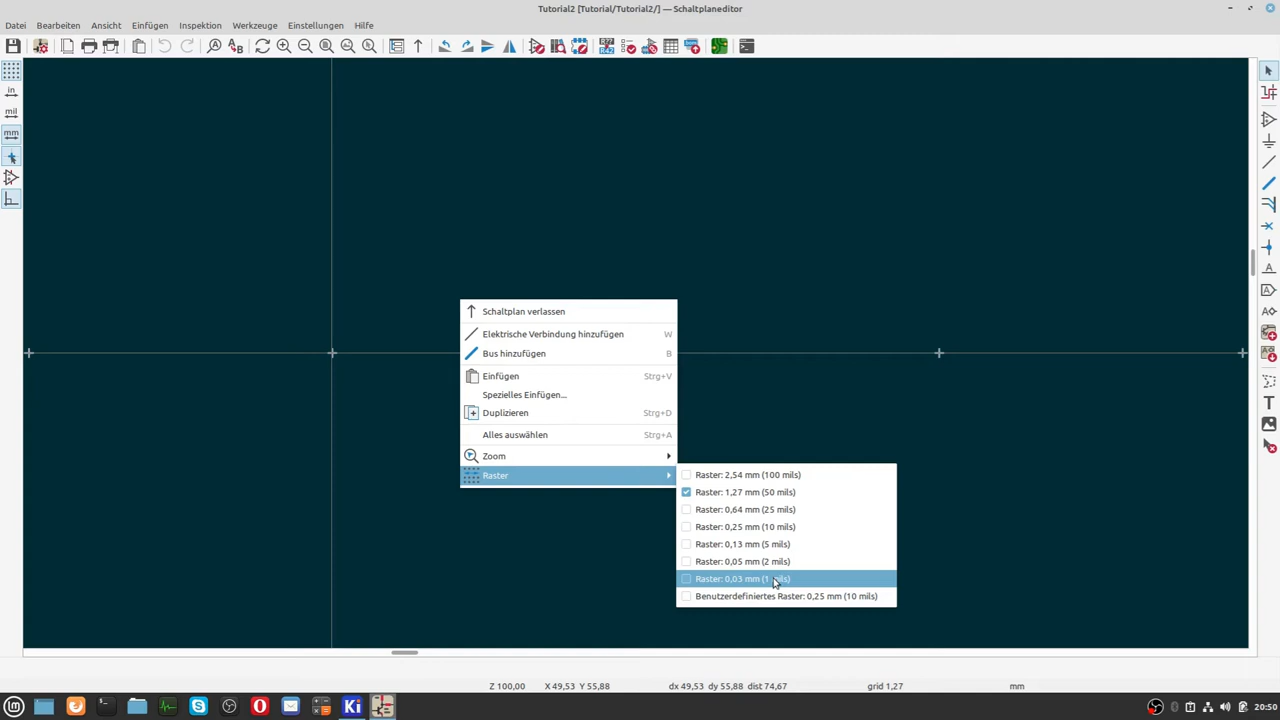 Tutorial2 [Tutorial/Tutorial2/] — Schaltplaneditor
Datei Bearbeiten Ansicht Einfügen Inspektion Werkzeuge Einstellungen Hilfe
in
mil
mm
Schaltplan verlassen
Elektrische Verbindung hinzufügen W
Bus hinzufügen B
Einfügen Strg+V
Spezielles Einfügen...
Duplizieren Strg+D
Alles auswählen Strg+A
Zoom
Raster
Raster: 2,54 mm (100 mils)
Raster: 1,27 mm (50 mils)
Raster: 0,64 mm (25 mils)
Raster: 0,25 mm (10 mils)
Raster: 0,13 mm (5 mils)
Raster: 0,05 mm (2 mils)
Raster: 0,03 mm (1 mils)
Benutzerdefiniertes Raster: 0,25 mm (10 mils)
Z 100,00 X 49,53 Y 55,88 dx 49,53 dy 55,88 dist 74,67 grid 1,27 mm
Ki
20:50